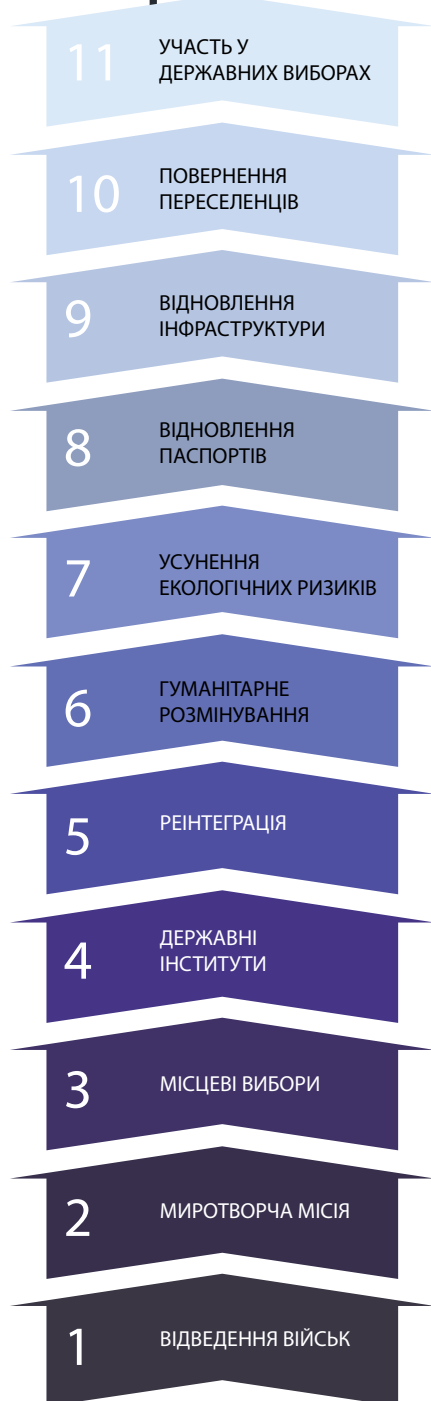 11
УЧАСТЬ У
ДЕРЖАВНИХ ВИБОРАХ
10
ПОВЕРНЕННЯ
ПЕРЕСЕЛЕНЦІВ
9
ВІДНОВЛЕННЯ
ІНФРАСТРУКТУРИ
8
ВІДНОВЛЕННЯ
ПАСПОРТІВ
7
УСУНЕННЯ
ЕКОЛОГІЧНИХ РИЗИКІВ
6
ГУМАНІТАРНЕ
РОЗМІНУВАННЯ
5
РЕІНТЕГРАЦІЯ
4
ДЕРЖАВНІ
ІНСТИТУТИ
3
МІСЦЕВІ ВИБОРИ
2
МИРОТВОРЧА МІСІЯ
1
ВІДВЕДЕННЯ ВІЙСЬК